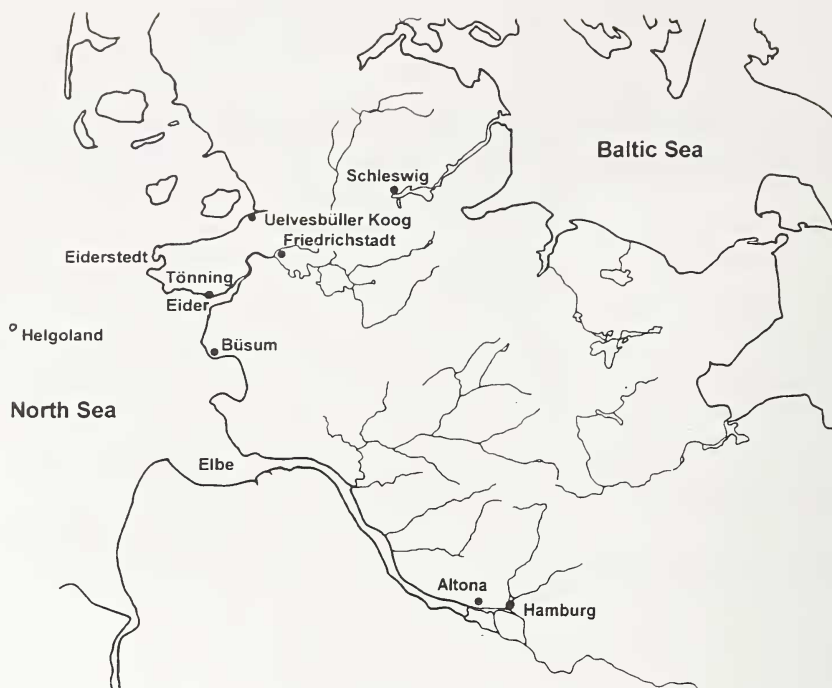 Baltic Sea
Schleswig
Uelvesbüller Koog
Friedrichstadt
Eiderstedt
Tönning
Eider
Helgoland
Büsum
North Sea
Elbe
Altona
Hamburg